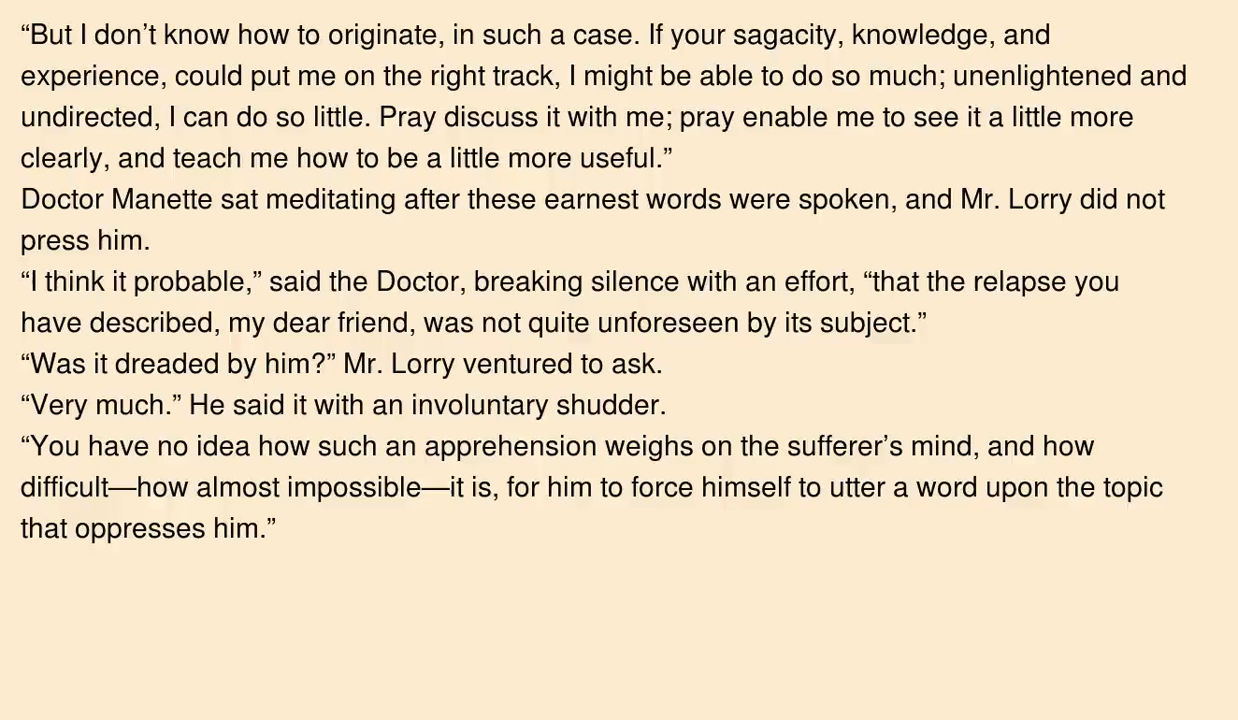 “But I don’t know how to originate, in such a case. If your sagacity, knowledge, and
experience, could put me on the right track, I might be able to do so much; unenlightened and
undirected, I can do so little. Pray discuss it with me; pray enable me to see it a little more
clearly, and teach me how to be a little more useful.”
Doctor Manette sat meditating after these earnest words were spoken, and Mr. Lorry did not
press him.
“I think it probable,” said the Doctor, breaking silence with an effort, “that the relapse you
have described, my dear friend, was not quite unforeseen by its subject.”
“Was it dreaded by him?” Mr. Lorry ventured to ask.
“Very much.” He said it with an involuntary shudder.
“You have no idea how such an apprehension weighs on the sufferer’s mind, and how
difficult—how almost impossible—it is, for him to force himself to utter a word upon the topic
that oppresses him.”